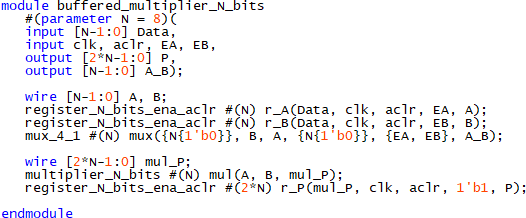 module buffered_multiplier_N_bits
#(parameter N = 8)(
input [N-1:0] Data,
input clk, aclr, EA, EB,
output [2*N-1:0] P,
output [N-1:0] A_B);
wire [N-1:0] A, B;
register_N_bits_ena_aclr #(N) r_A(Data, clk, aclr, EA, A);
register_N_bits_ena_aclr #(N) r_B(Data, clk, aclr, EB, B);
mux_4_1 #(N) mux({N{1'b0}}, B, A, {N{1'b0}}, {EA, EB}, A_B);
wire [2*N-1:0] mul_P;
multiplier_N_bits #(N) mul(A, B, mul_P);
register_N_bits_ena_aclr #(2*N) r_P(mul_P, clk, aclr, 1'b1, P);
endmodule